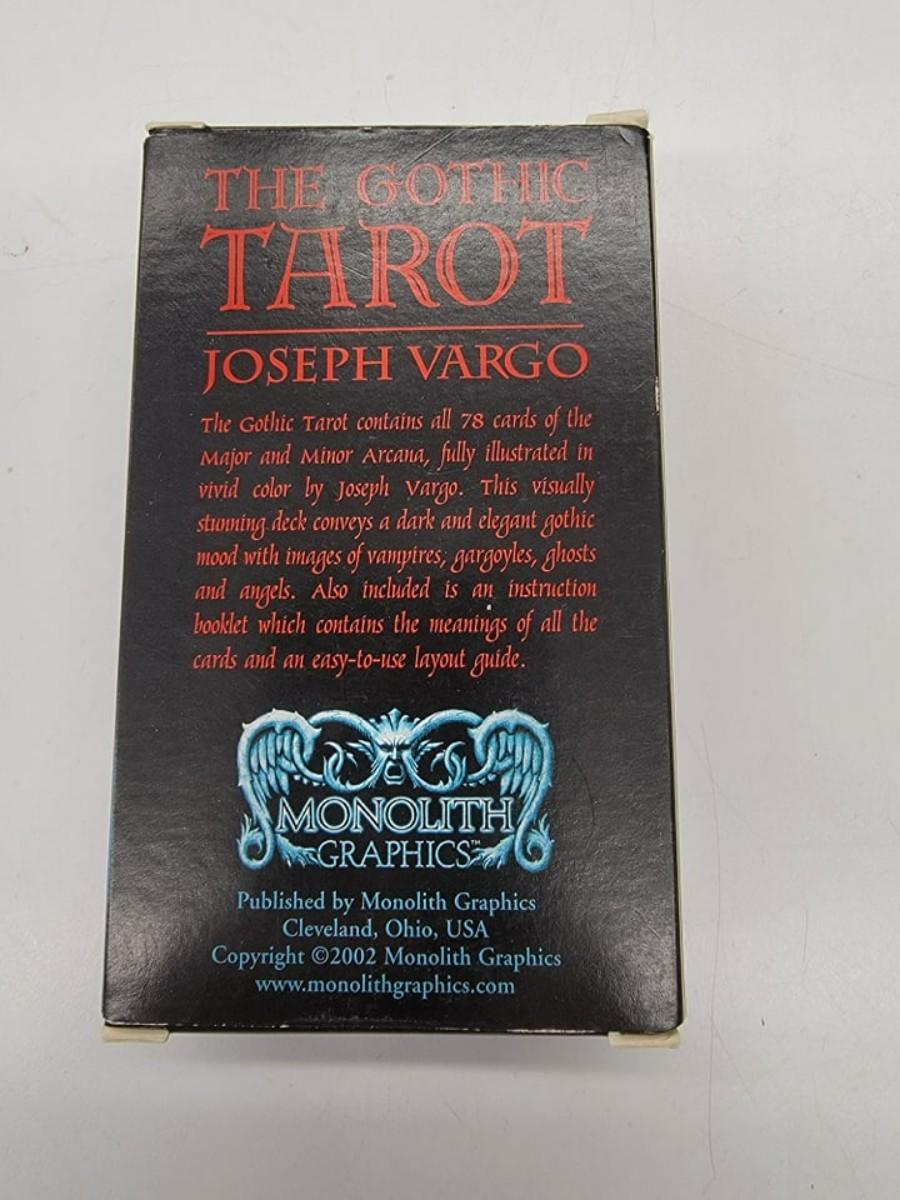 THE GOTHIC
TAROT
JOSEPH VARGO
The Gothic Tarot contains all 78 cards of the
Major and Minor Arcana, fully illustrated in
vivid color by Joseph Vargo. This visually
stunning deck conveys a dark and elegant gothic
mood with images of vampires, gargoyles, ghosts
and angels. Also included is an instruction
booklet which contains the meanings of all the
cards and an easy-to-use layout guide.
MONOLITH
GRAPHICS™
Published by Monolith Graphics
Cleveland, Ohio, USA
Copyright ©2002 Monolith Graphics
www.monolithgraphics.com